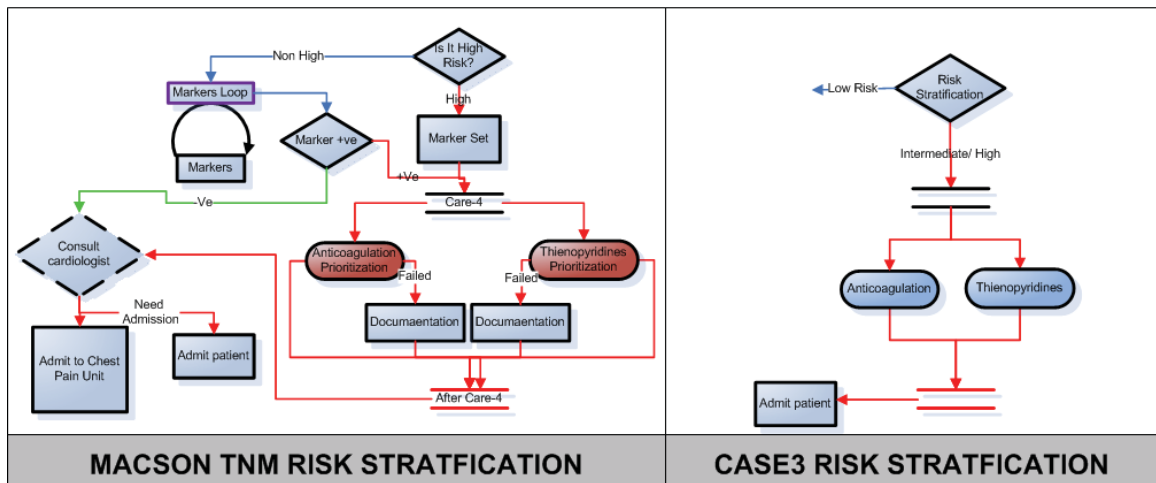 Is It High
Risk?
Non High
High
Markers Loop
Markers
Marker +ve
Marker Set
+Ve
-Ve
Care-4
Consult
cardiologist
Anticoagulation
Prioritization
Thienopyridines
Prioritization
Failed
Failed
Documaentation
Documaentation
Need
Admission
Admit to Chest
Pain Unit
Admit patient
After Care-4
MACSON TNM RISK STRATFICATION
Risk
Stratification
Low Risk
Intermediate/ High
Anticoagulation
Thienopyridines
Admit patient
CASE3 RISK STRATFICATION